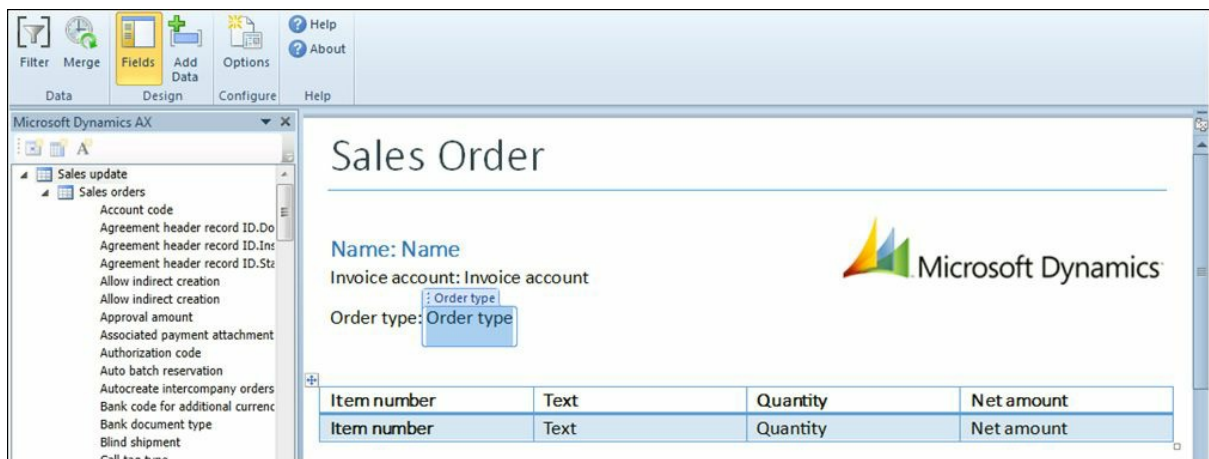 Filter Merge Fields Add Data Options Help
About
Data Design Configure Help
Microsoft Dynamics AX
A
Sales update
Sales orders
Account code
Agreement header record ID.Do
Agreement header record ID.Ins
Agreement header record ID.Sta
Allow indirect creation
Allow indirect creation
Approval amount
Associated payment attachment
Authorization code
Auto batch reservation
Autocreate intercompany orders
Bank code for additional currenc
Bank document type
Blind shipment
Sales Order
Name: Name
Invoice account: Invoice account
Order type
Order type: Order type
Microsoft Dynamics
Item number Text Quantity Net amount
Item number Text Quantity Net amount